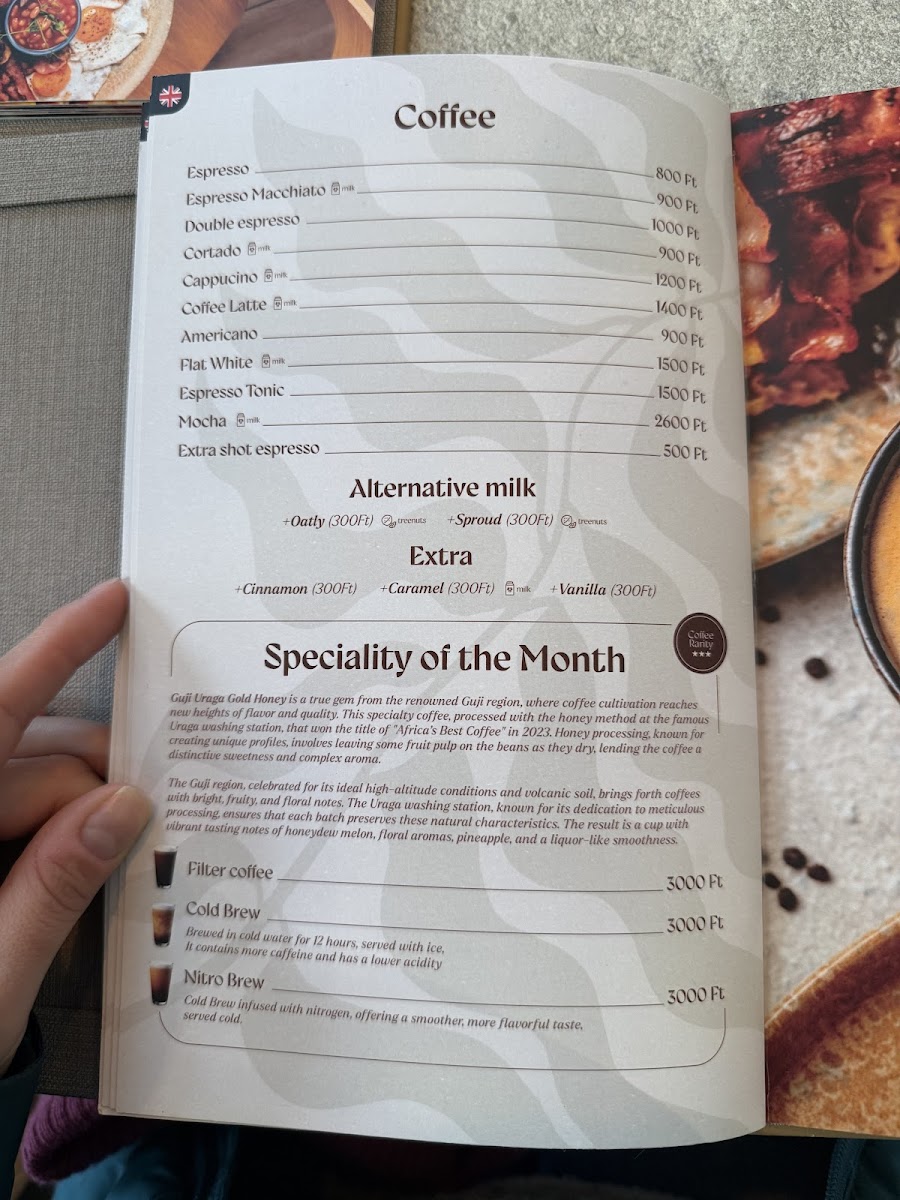 Coffee
Espresso 800 Ft
Espresso Macchiato milk 900 Ft
Double espresso 1000 Ft
Cortado milk 900 Ft
Cappucino milk 1200 Ft
Coffee Latte milk 1400 Ft
Americano 900 Ft
Flat White milk 1500 Ft
Espresso Tonic 1500 Ft
Mocha milk 2600 Ft
Extra shot espresso 500 Ft
Alternative milk
+Oatly (300Ft) treenuts +Sproud (300Ft) treenuts
Extra
+Cinnamon (300Ft) +Caramel (300Ft) milk +Vanilla (300Ft)
Coffee
Rarity
★★★
Speciality of the Month
Guji Uraga Gold Honey is a true gem from the renowned Guji region, where coffee cultivation reaches
new heights of flavor and quality. This specialty coffee, processed with the honey method at the famous
Uraga washing station, that won the title of "Africa's Best Coffee" in 2023. Honey processing, known for
creating unique profiles, involves leaving some fruit pulp on the beans as they dry, lending the coffee a
distinctive sweetness and complex aroma.
The Guji region, celebrated for its ideal high-altitude conditions and volcanic soil, brings forth coffees
with bright, fruity, and floral notes. The Uraga washing station, known for its dedication to meticulous
processing, ensures that each batch preserves these natural characteristics. The result is a cup with
vibrant tasting notes of honeydew melon, floral aromas, pineapple, and a liquor-like smoothness.
Filter coffee 3000 Ft
Cold Brew 3000 Ft
Brewed in cold water for 12 hours, served with ice,
It contains more caffeine and has a lower acidity
Nitro Brew 3000 Ft
Cold Brew infused with nitrogen, offering a smoother, more flavorful taste,
served cold.